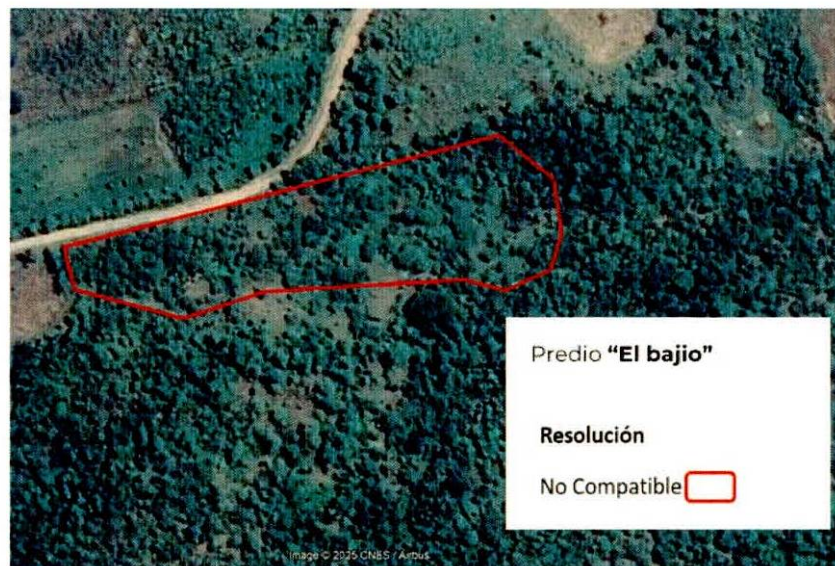 Predio “El bajio”
Resolución
No Compatible
Image © 2025 CNES / Airbus